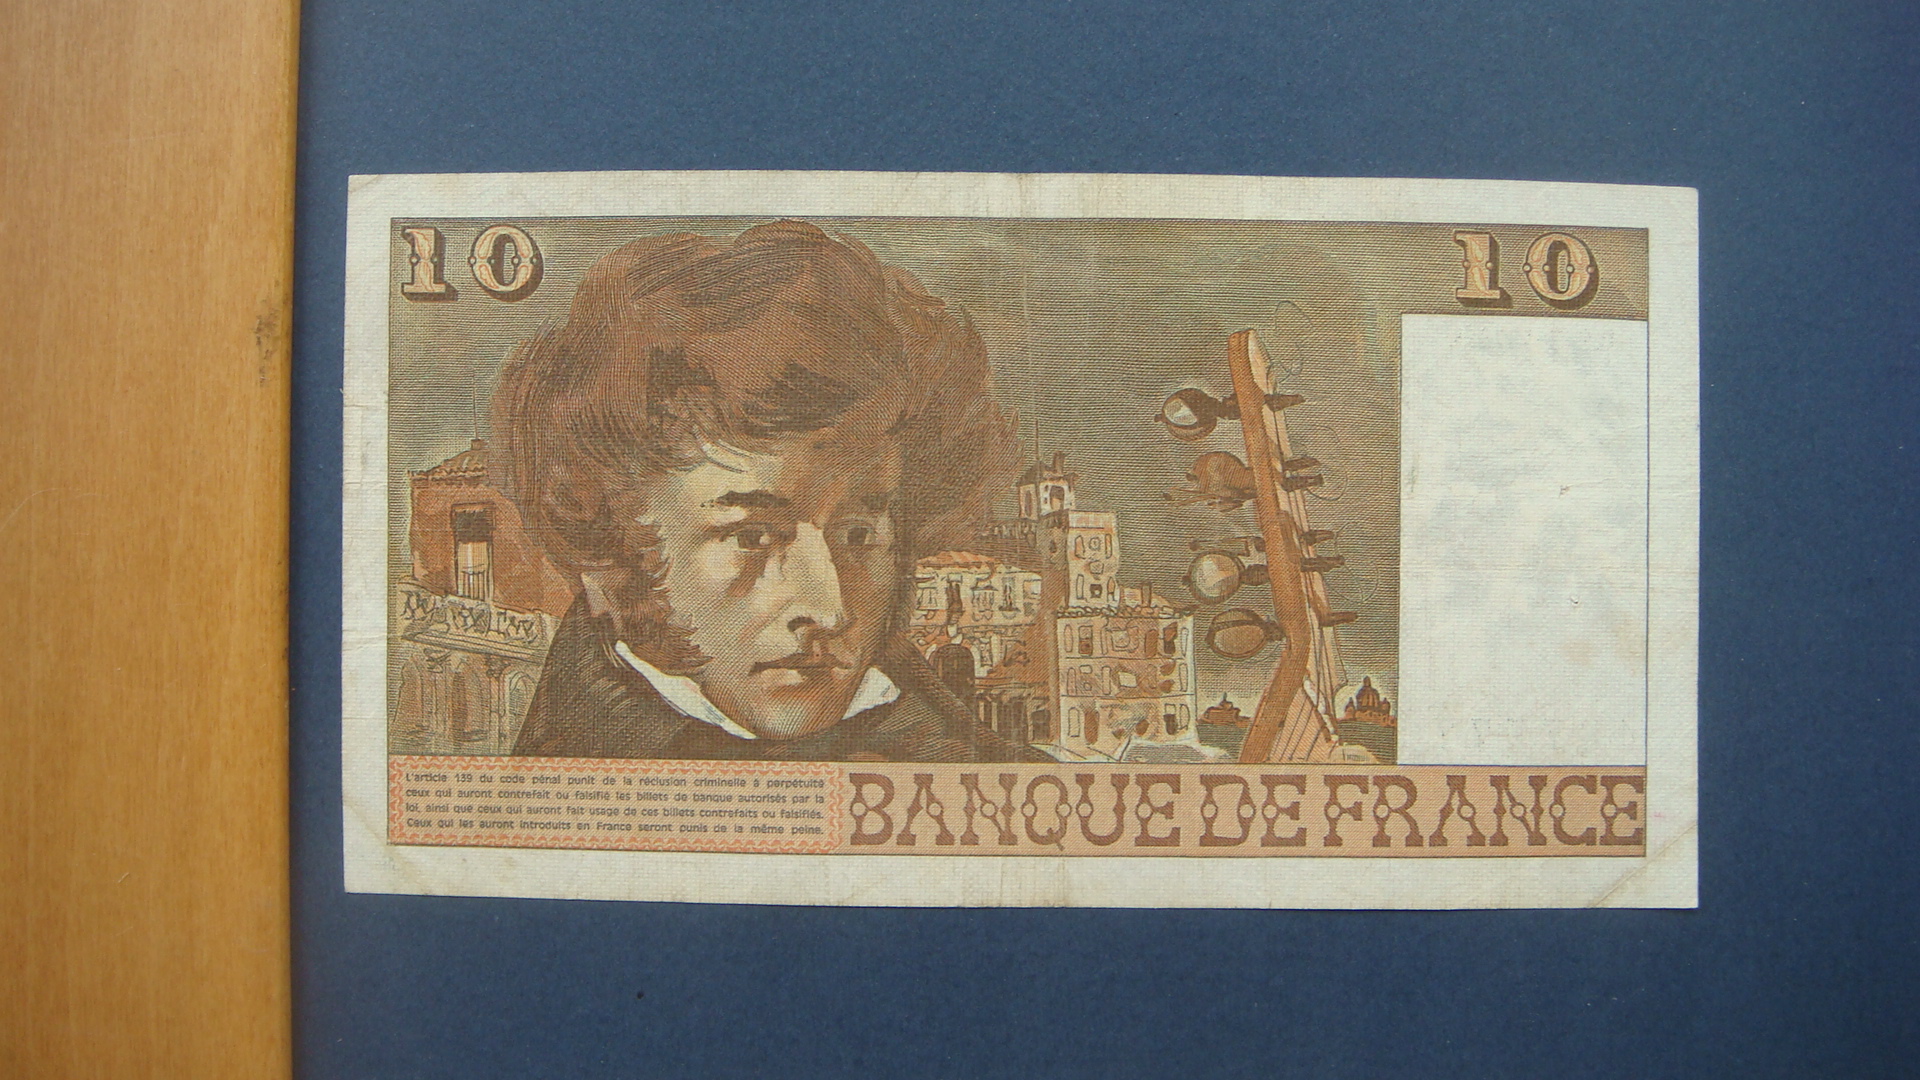 10
10
L'article 139 du code pénal punit de la réclusion criminelle à perpétuité
ceux qui auront contrefait ou falsifié les billets de banque autorisés par la
loi, ainsi que ceux qui auront fait usage de ces billets contrefaits ou falsifiés.
Ceux qui les auront introduits en France seront punis de la même peine.
BANQUE DE FRANCE